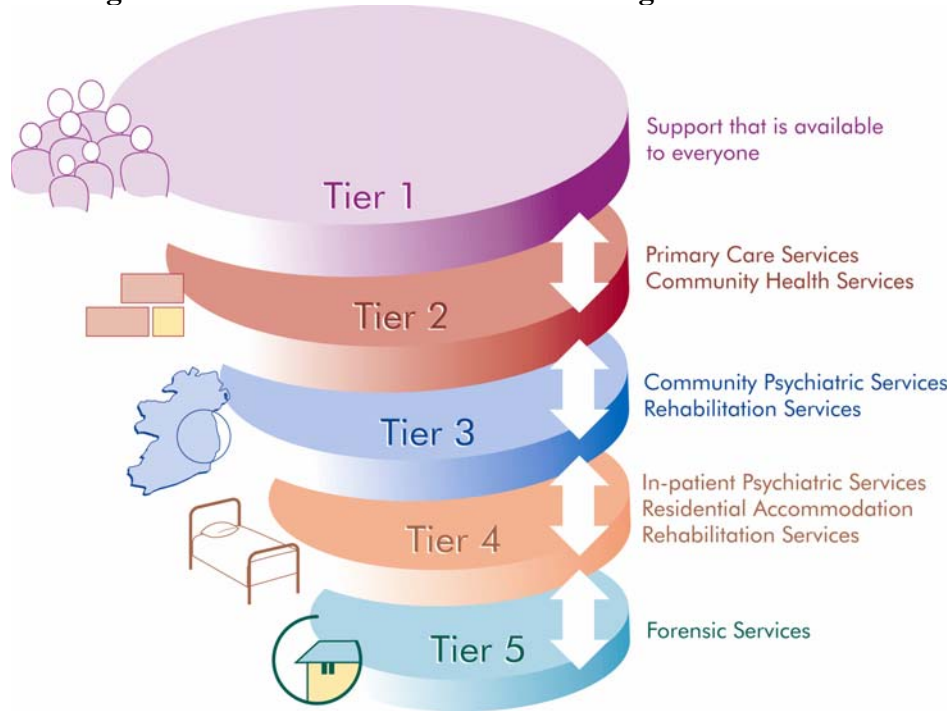 Tier 1
Support that is available
to everyone
Tier 2
Primary Care Services
Community Health Services
Tier 3
Community Psychiatric Services
Rehabilitation Services
Tier 4
In-patient Psychiatric Services
Residential Accommodation
Rehabilitation Services
Tier 5
Forensic Services